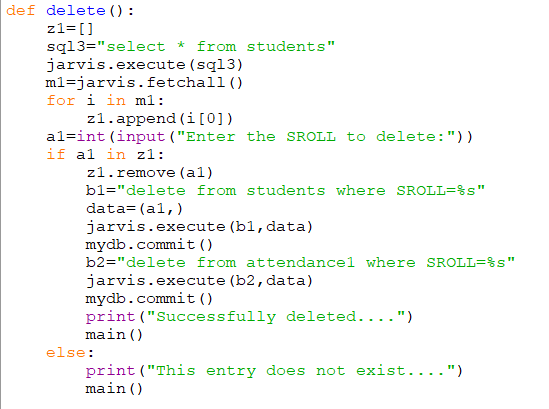 def delete():
    z1=[]
    sql3="select * from students"
    jarvis.execute(sql3)
    m1=jarvis.fetchall()
    for i in m1:
        z1.append(i[0])
    a1=int(input("Enter the SROLL to delete:"))
    if a1 in z1:
        z1.remove(a1)
        b1="delete from students where SROLL=%s"
        data=(a1,)
        jarvis.execute(b1,data)
        mydb.commit()
        b2="delete from attendance1 where SROLL=%s"
        jarvis.execute(b2,data)
        mydb.commit()
        print("Successfully deleted....")
        main()
    else:
        print("This entry does not exist....")
        main()